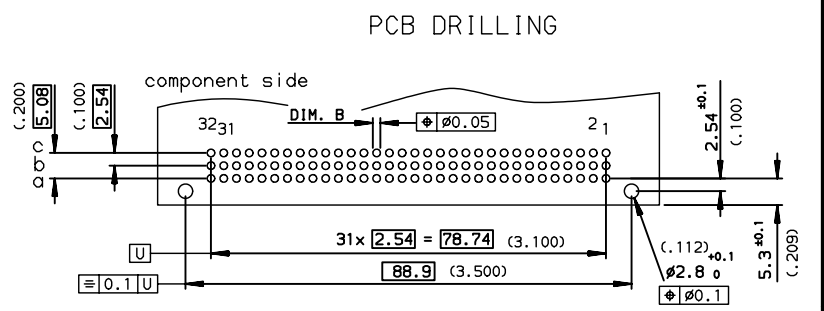 PCB DRILLING
component side
(.200)
5.08
(.100)
2.54
DIM. B
⌖ ø0.05
32 31
2 1
c
b
a
2.54 ±0.1
(.100)
31x 2.54 = 78.74 (3.100)
U
88.9 (3.500)
⌯ 0.1 U
(.112)
ø2.8 +0.1 0
⌖ ø0.1
5.3 ±0.1
(.209)